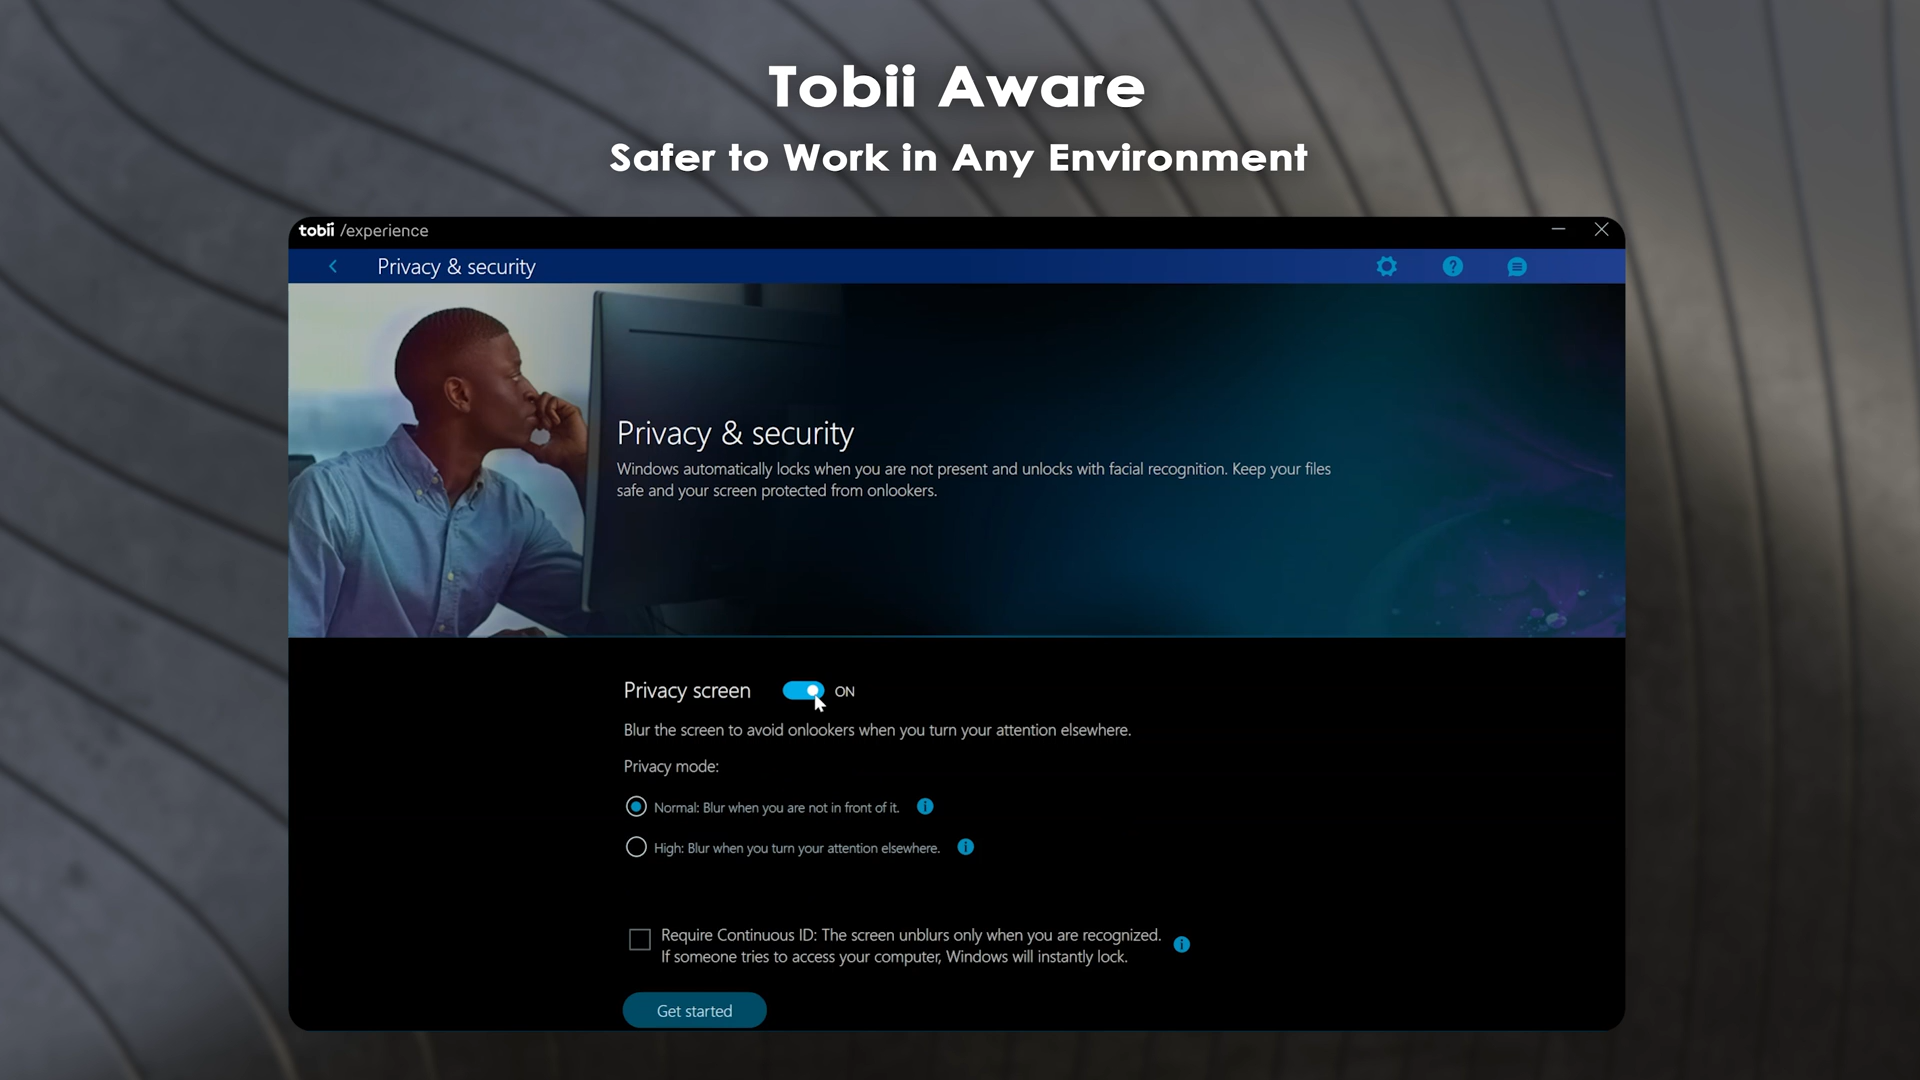 Tobii Aware
Safer to Work in Any Environment
tobii /experience
Privacy & security
Privacy & security
Windows automatically locks when you are not present and unlocks with facial recognition. Keep your files
safe and your screen protected from onlookers.
Privacy screen ON
Blur the screen to avoid onlookers when you turn your attention elsewhere.
Privacy mode:
Normal: Blur when you are not in front of it.
High: Blur when you turn your attention elsewhere.
Require Continuous ID: The screen unblurs only when you are recognized.
If someone tries to access your computer, Windows will instantly lock.
Get started